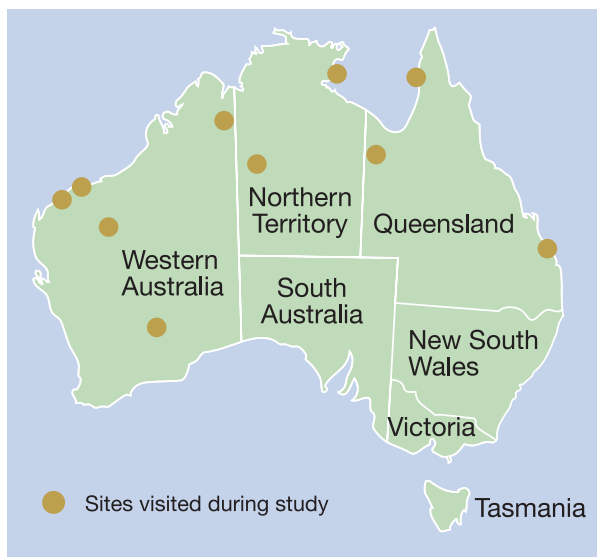 Northern
Territory
Queensland
Western
Australia
South
Australia
New South
Wales
Victoria
Sites visited during study
Tasmania